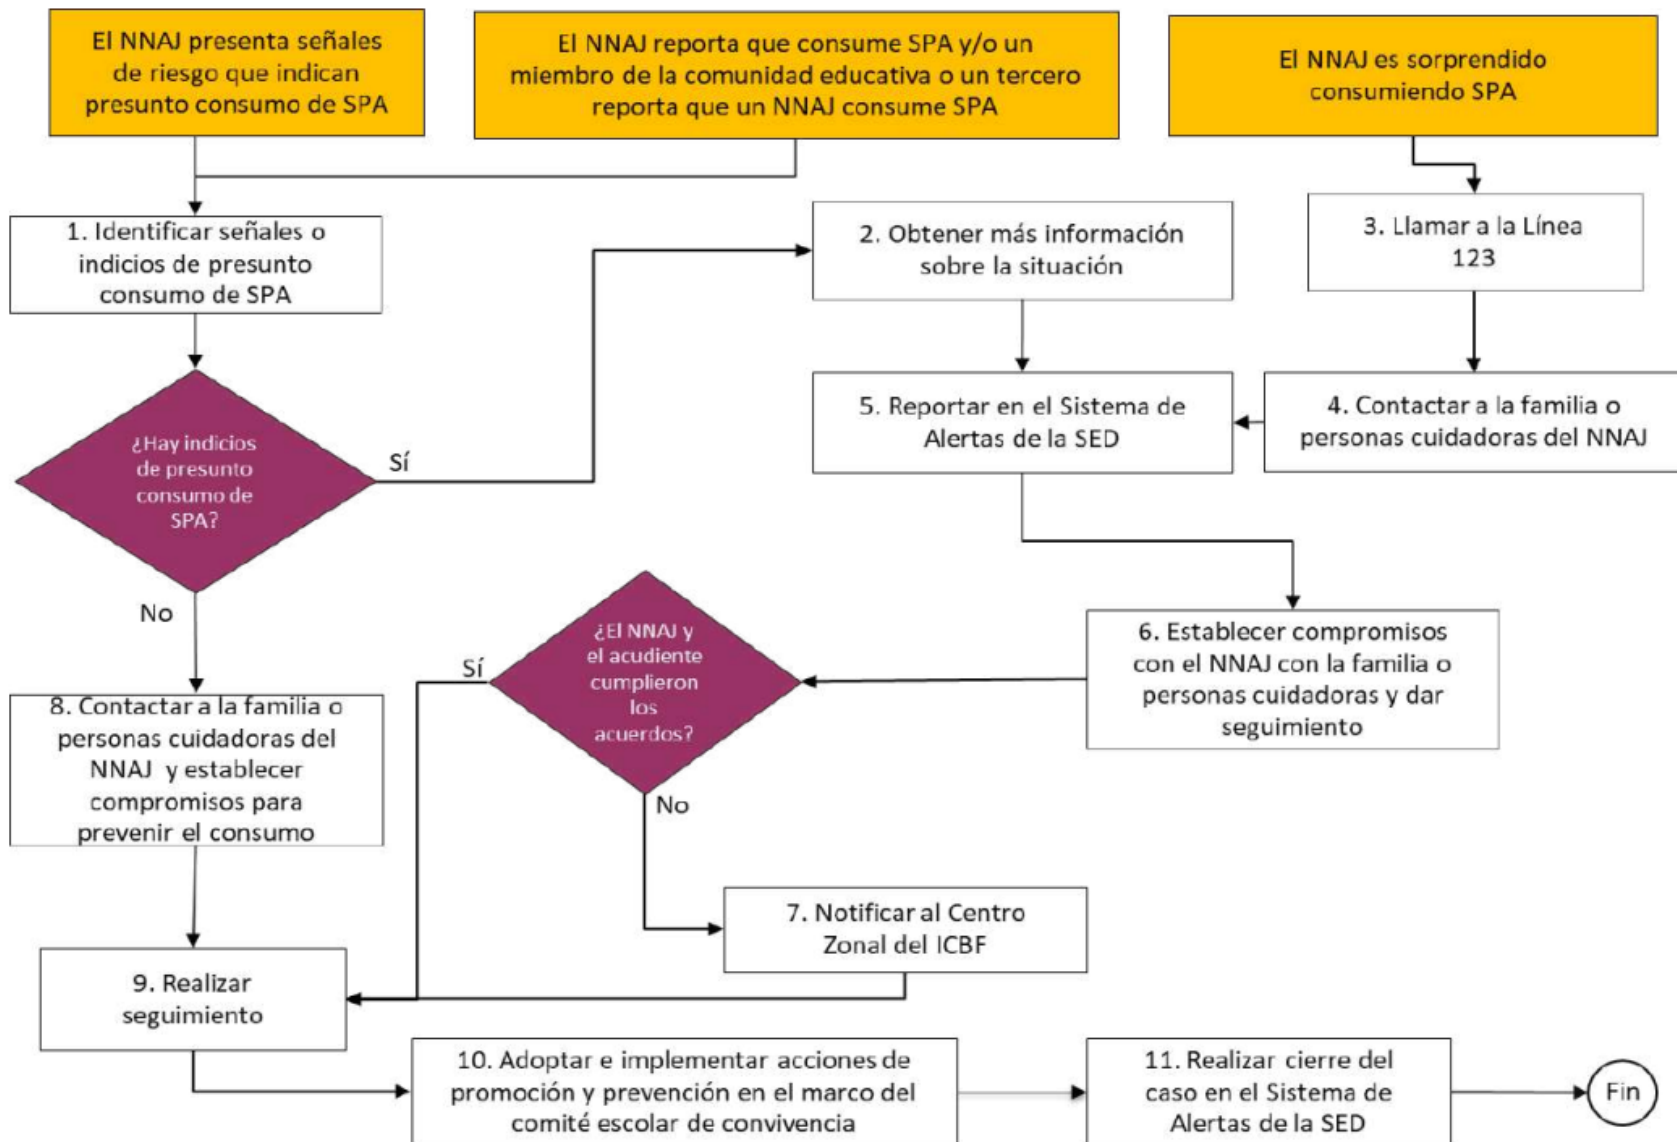 El NNAJ presenta señales
de riesgo que indican
presunto consumo de SPA
El NNAJ reporta que consume SPA y/o un
miembro de la comunidad educativa o un tercero
reporta que un NNAJ consume SPA
El NNAJ es sorprendido
consumiendo SPA
1. Identificar señales o
indicios de presunto
consumo de SPA
2. Obtener más información
sobre la situación
3. Llamar a la Línea
123
¿Hay indicios
de presunto
consumo de
SPA?
Sí
No
5. Reportar en el Sistema de
Alertas de la SED
4. Contactar a la familia o
personas cuidadoras del NNAJ
6. Establecer compromisos
con el NNAJ con la familia o
personas cuidadoras y dar
seguimiento
¿El NNAJ y
el acudiente
cumplieron
los
acuerdos?
Sí
No
8. Contactar a la familia o
personas cuidadoras del
NNAJ y establecer
compromisos para
prevenir el consumo
7. Notificar al Centro
Zonal del ICBF
9. Realizar
seguimiento
10. Adoptar e implementar acciones de
promoción y prevención en el marco del
comité escolar de convivencia
11. Realizar cierre del
caso en el Sistema de
Alertas de la SED
Fin